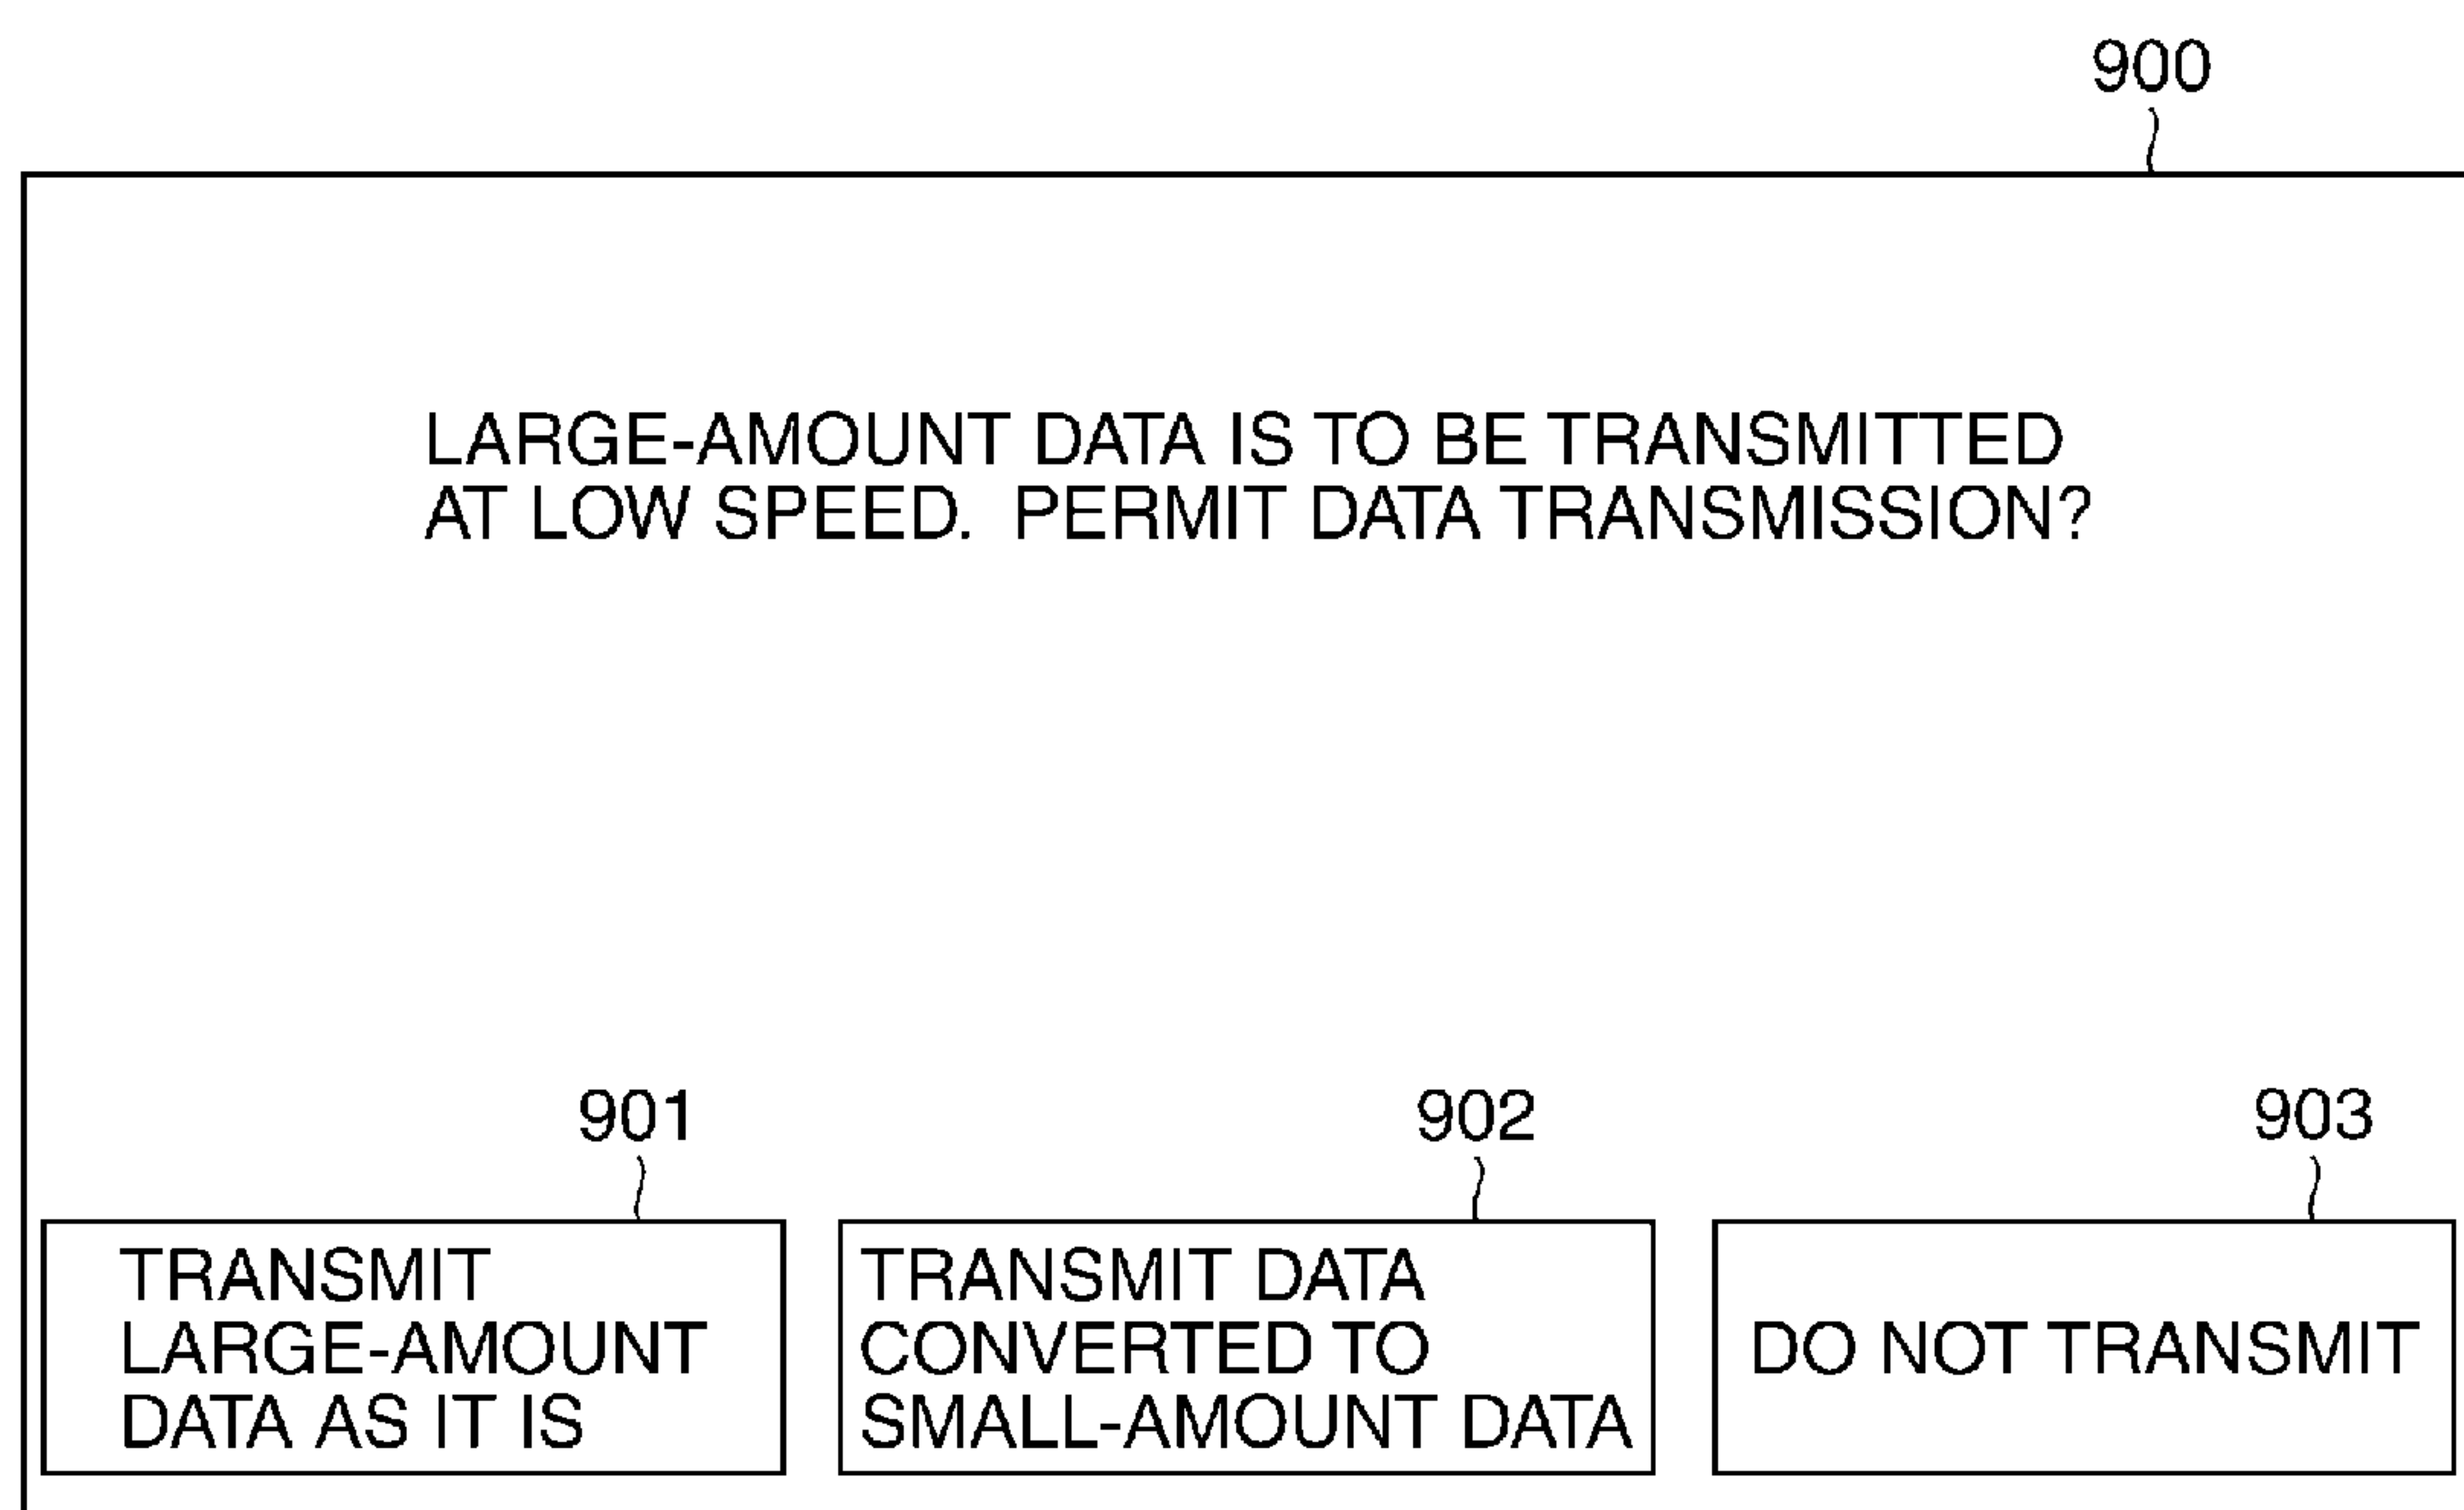 900
LARGE-AMOUNT DATA IS TO BE TRANSMITTED
AT LOW SPEED. PERMIT DATA TRANSMISSION?
901
TRANSMIT
LARGE-AMOUNT
DATA AS IT IS
902
TRANSMIT DATA
CONVERTED TO
SMALL-AMOUNT DATA
903
DO NOT TRANSMIT